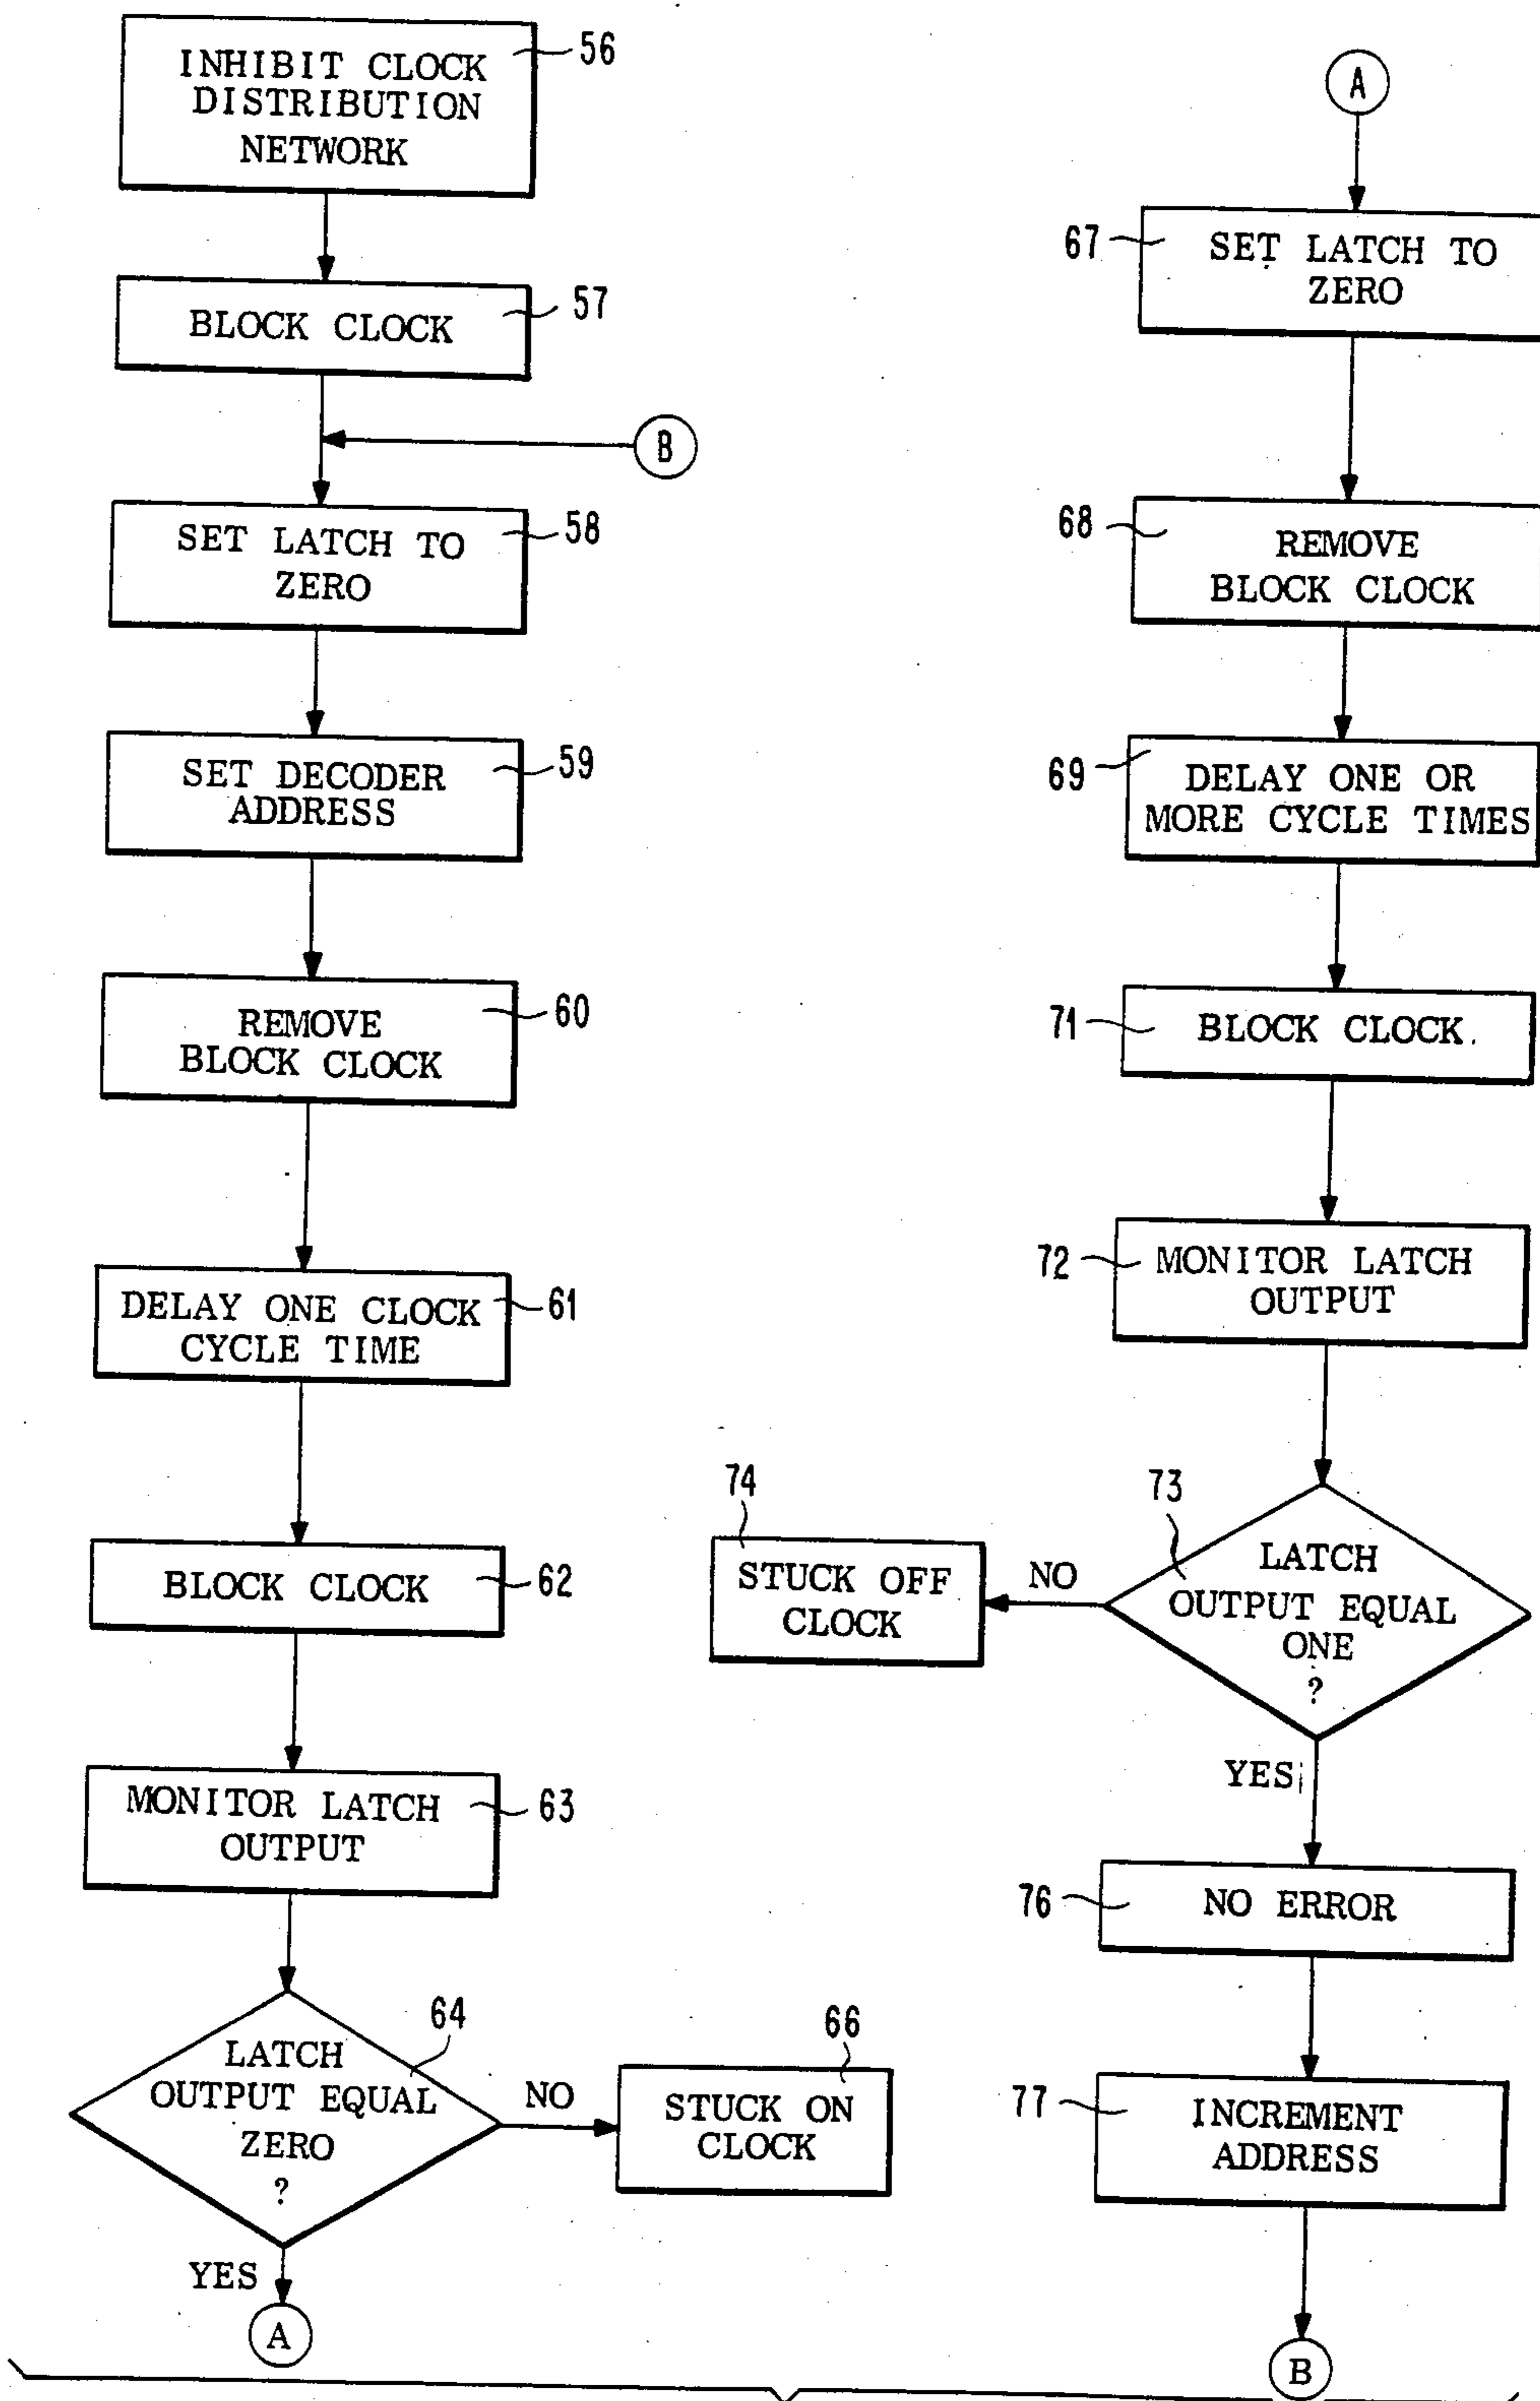 INHIBIT CLOCK
DISTRIBUTION
NETWORK
56
BLOCK CLOCK
57
B
SET LATCH TO
ZERO
58
SET DECODER
ADDRESS
59
REMOVE
BLOCK CLOCK
60
DELAY ONE CLOCK
CYCLE TIME
61
BLOCK CLOCK
62
MONITOR LATCH
OUTPUT
63
LATCH
OUTPUT EQUAL
ZERO
?
64
NO
66
STUCK ON
CLOCK
YES
A
A
67
SET LATCH TO
ZERO
68
REMOVE
BLOCK CLOCK
69
DELAY ONE OR
MORE CYCLE TIMES
71
BLOCK CLOCK
72
MONITOR LATCH
OUTPUT
73
LATCH
OUTPUT EQUAL
ONE
?
NO
74
STUCK OFF
CLOCK
YES
76
NO ERROR
77
INCREMENT
ADDRESS
B